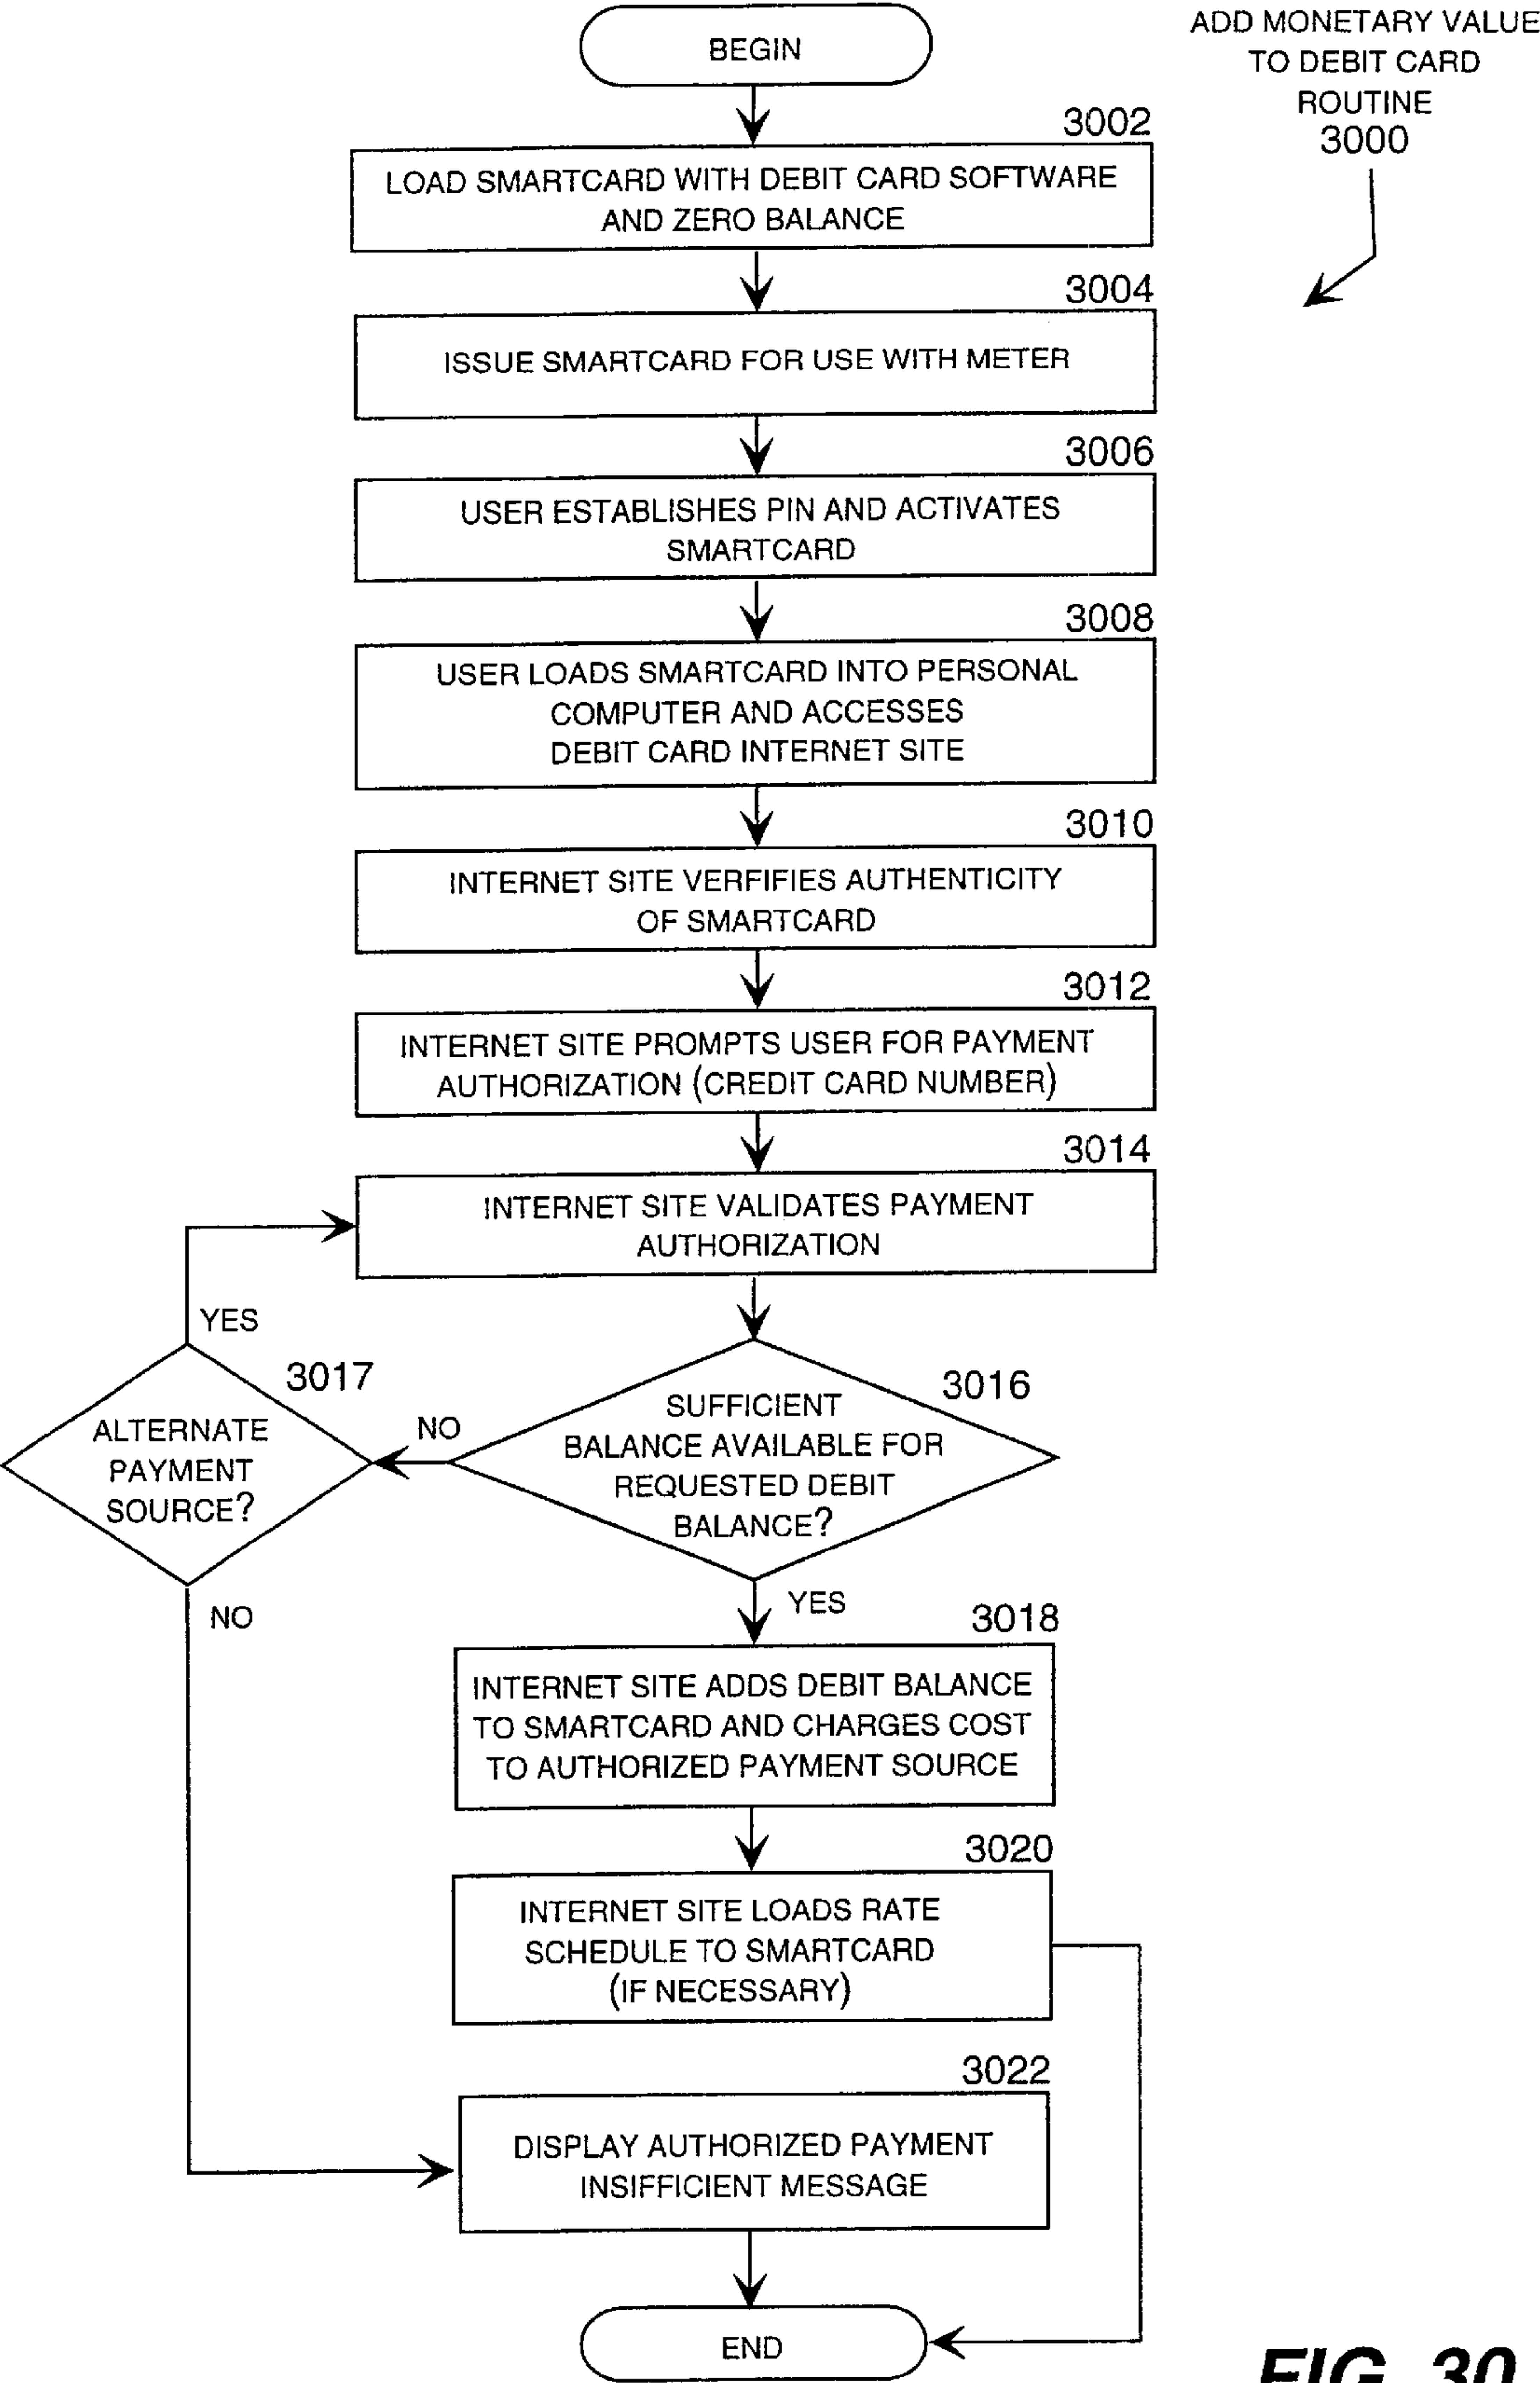 BEGIN
ADD MONETARY VALUE
TO DEBIT CARD
ROUTINE
3000
3002
LOAD SMARTCARD WITH DEBIT CARD SOFTWARE
AND ZERO BALANCE
3004
ISSUE SMARTCARD FOR USE WITH METER
3006
USER ESTABLISHES PIN AND ACTIVATES
SMARTCARD
3008
USER LOADS SMARTCARD INTO PERSONAL
COMPUTER AND ACCESSES
DEBIT CARD INTERNET SITE
3010
INTERNET SITE VERFIFIES AUTHENTICITY
OF SMARTCARD
3012
INTERNET SITE PROMPTS USER FOR PAYMENT
AUTHORIZATION (CREDIT CARD NUMBER)
3014
INTERNET SITE VALIDATES PAYMENT
AUTHORIZATION
YES
3017
ALTERNATE
PAYMENT
SOURCE?
NO
3016
SUFFICIENT
BALANCE AVAILABLE FOR
REQUESTED DEBIT
BALANCE?
YES
NO
3018
INTERNET SITE ADDS DEBIT BALANCE
TO SMARTCARD AND CHARGES COST
TO AUTHORIZED PAYMENT SOURCE
3020
INTERNET SITE LOADS RATE
SCHEDULE TO SMARTCARD
(IF NECESSARY)
3022
DISPLAY AUTHORIZED PAYMENT
INSIFFICIENT MESSAGE
END
FIG. 30